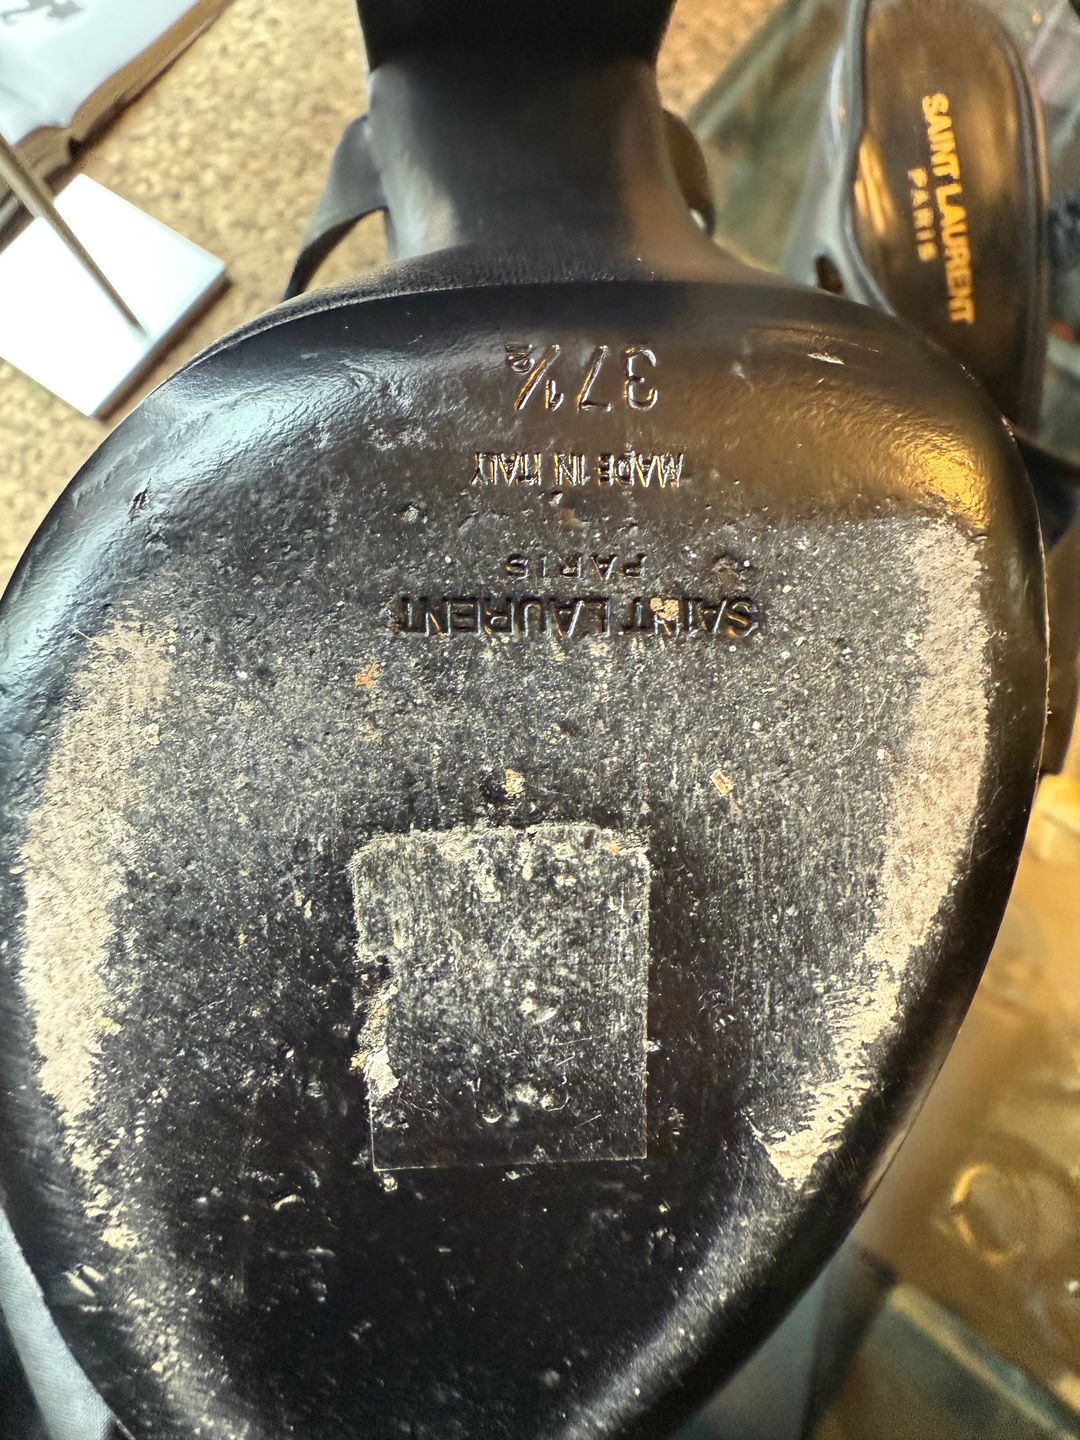 SAINT LAURENT
PARIS
MADE IN ITALY
37½
SAINT LAURENT
PARIS